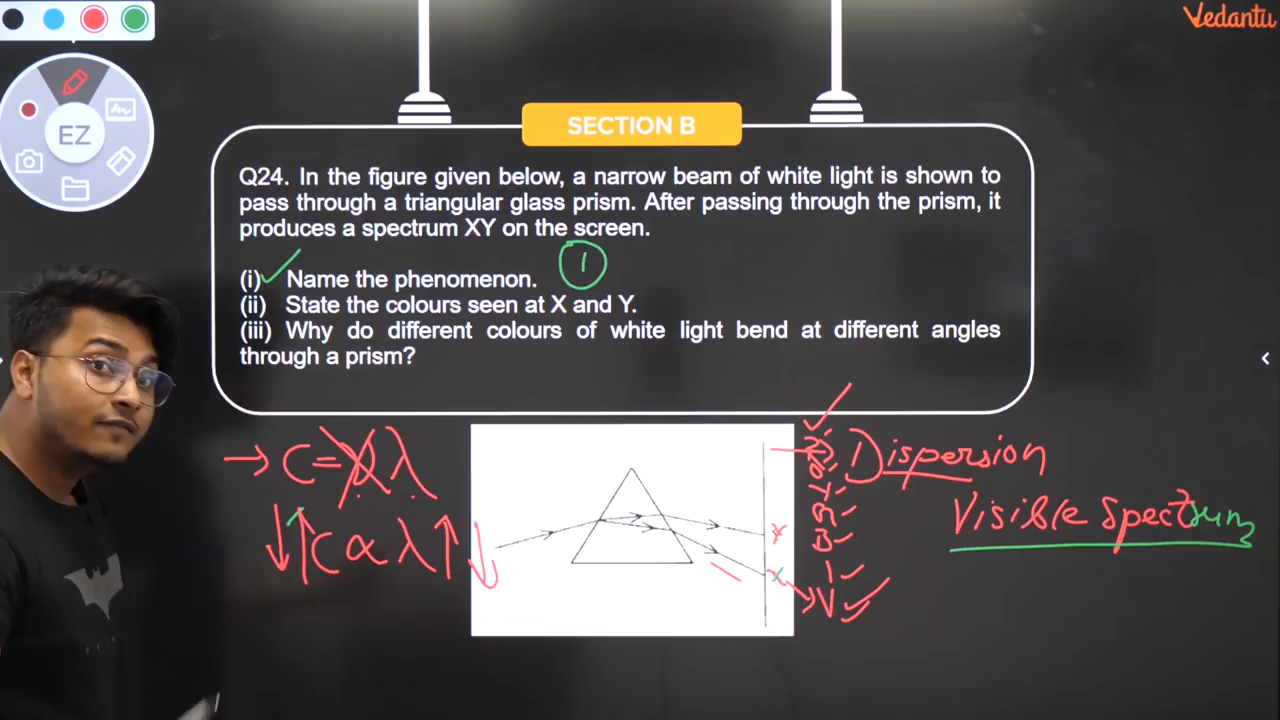 Vedantu
EZ
SECTION B
Q24. In the figure given below, a narrow beam of white light is shown to
pass through a triangular glass prism. After passing through the prism, it
produces a spectrum XY on the screen.
(i) Name the phenomenon. 1
(ii) State the colours seen at X and Y.
(iii) Why do different colours of white light bend at different angles
through a prism?
→ C = λ
C ∝ λ
Dispersion
Visible Spectrum
Y
B
I
V